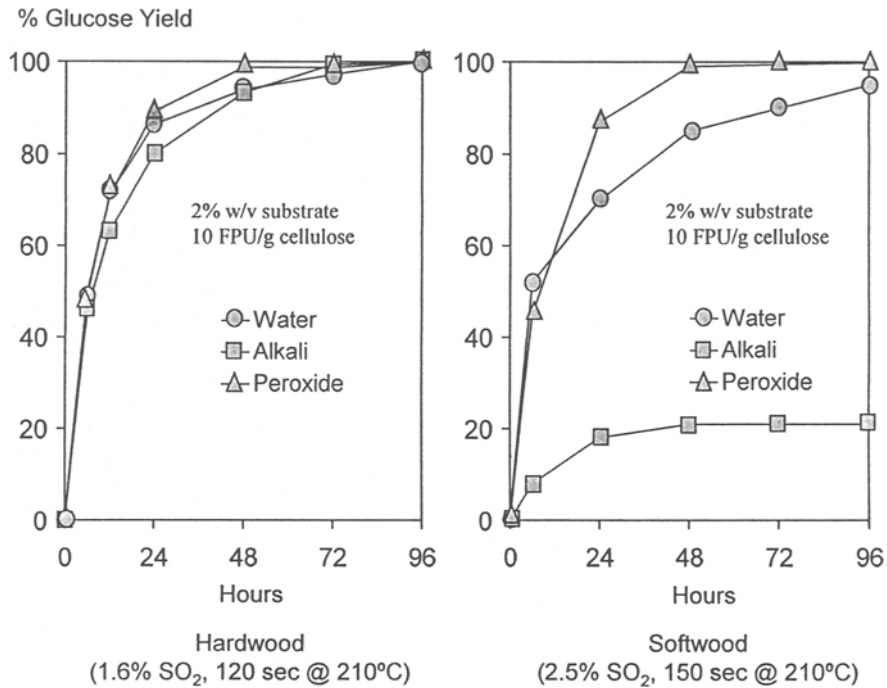 % Glucose Yield
100
80
60
40
20
0
2% w/v substrate
10 FPU/g cellulose
Water
Alkali
Peroxide
0 24 48 72 96
Hours
Hardwood
(1.6% SO₂, 120 sec @ 210ºC)
100
80
60
40
20
0
2% w/v substrate
10 FPU/g cellulose
Water
Alkali
Peroxide
0 24 48 72 96
Hours
Softwood
(2.5% SO₂, 150 sec @ 210ºC)